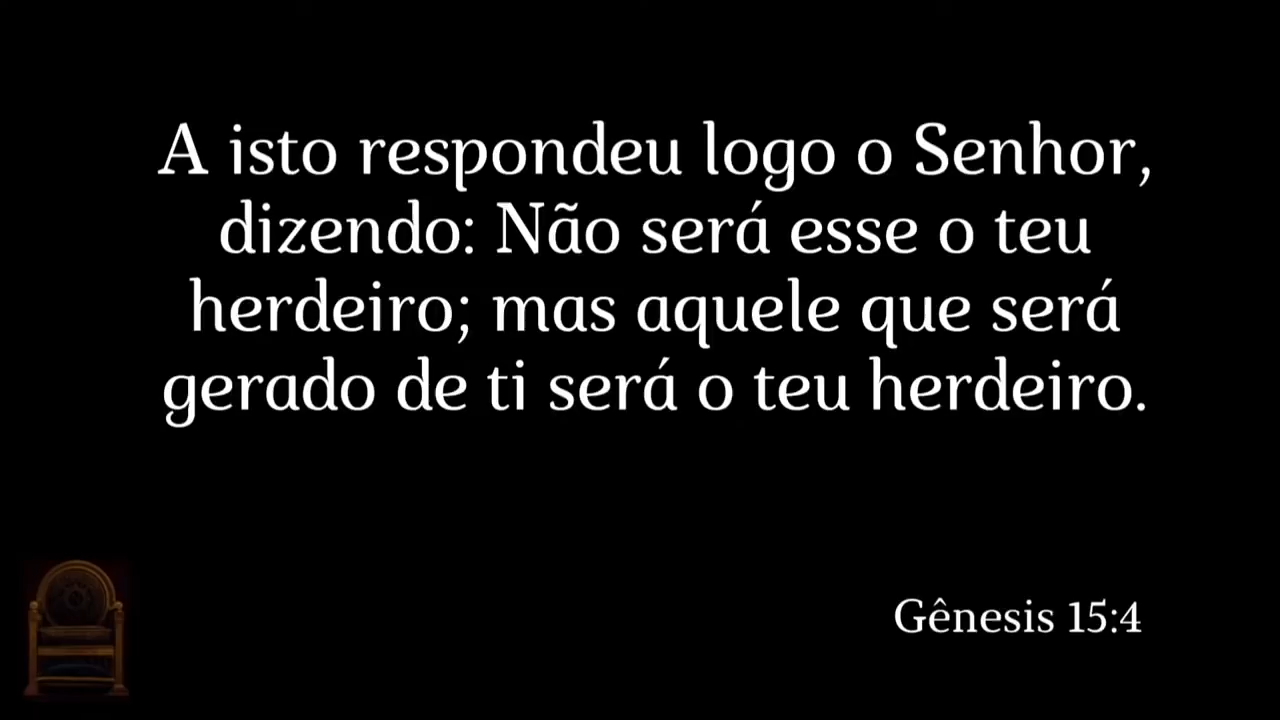 A isto respondeu logo o Senhor,
dizendo: Não será esse o teu
herdeiro; mas aquele que será
gerado de ti será o teu herdeiro.
Gênesis 15:4